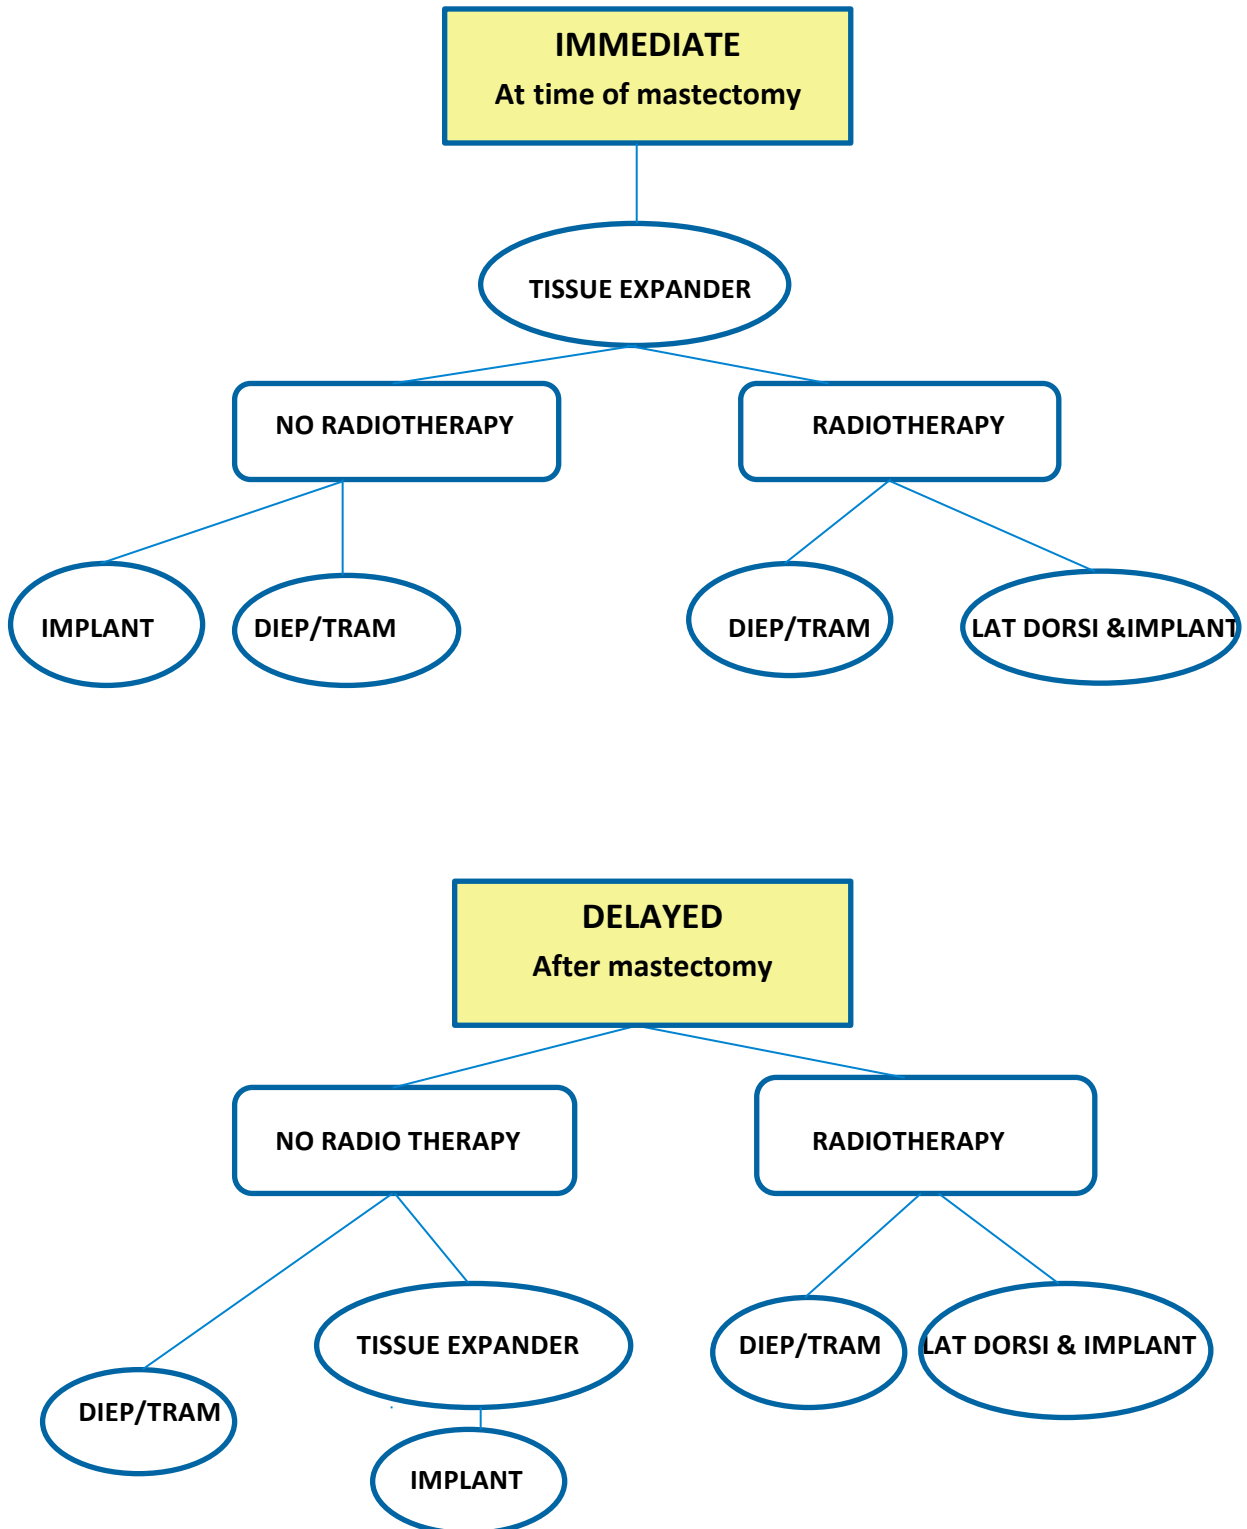 IMMEDIATE
At time of mastectomy
TISSUE EXPANDER
NO RADIOTHERAPY
RADIOTHERAPY
IMPLANT
DIEP/TRAM
DIEP/TRAM
LAT DORSI &IMPLANT
DELAYED
After mastectomy
NO RADIO THERAPY
RADIOTHERAPY
TISSUE EXPANDER
DIEP/TRAM
LAT DORSI & IMPLANT
DIEP/TRAM
IMPLANT